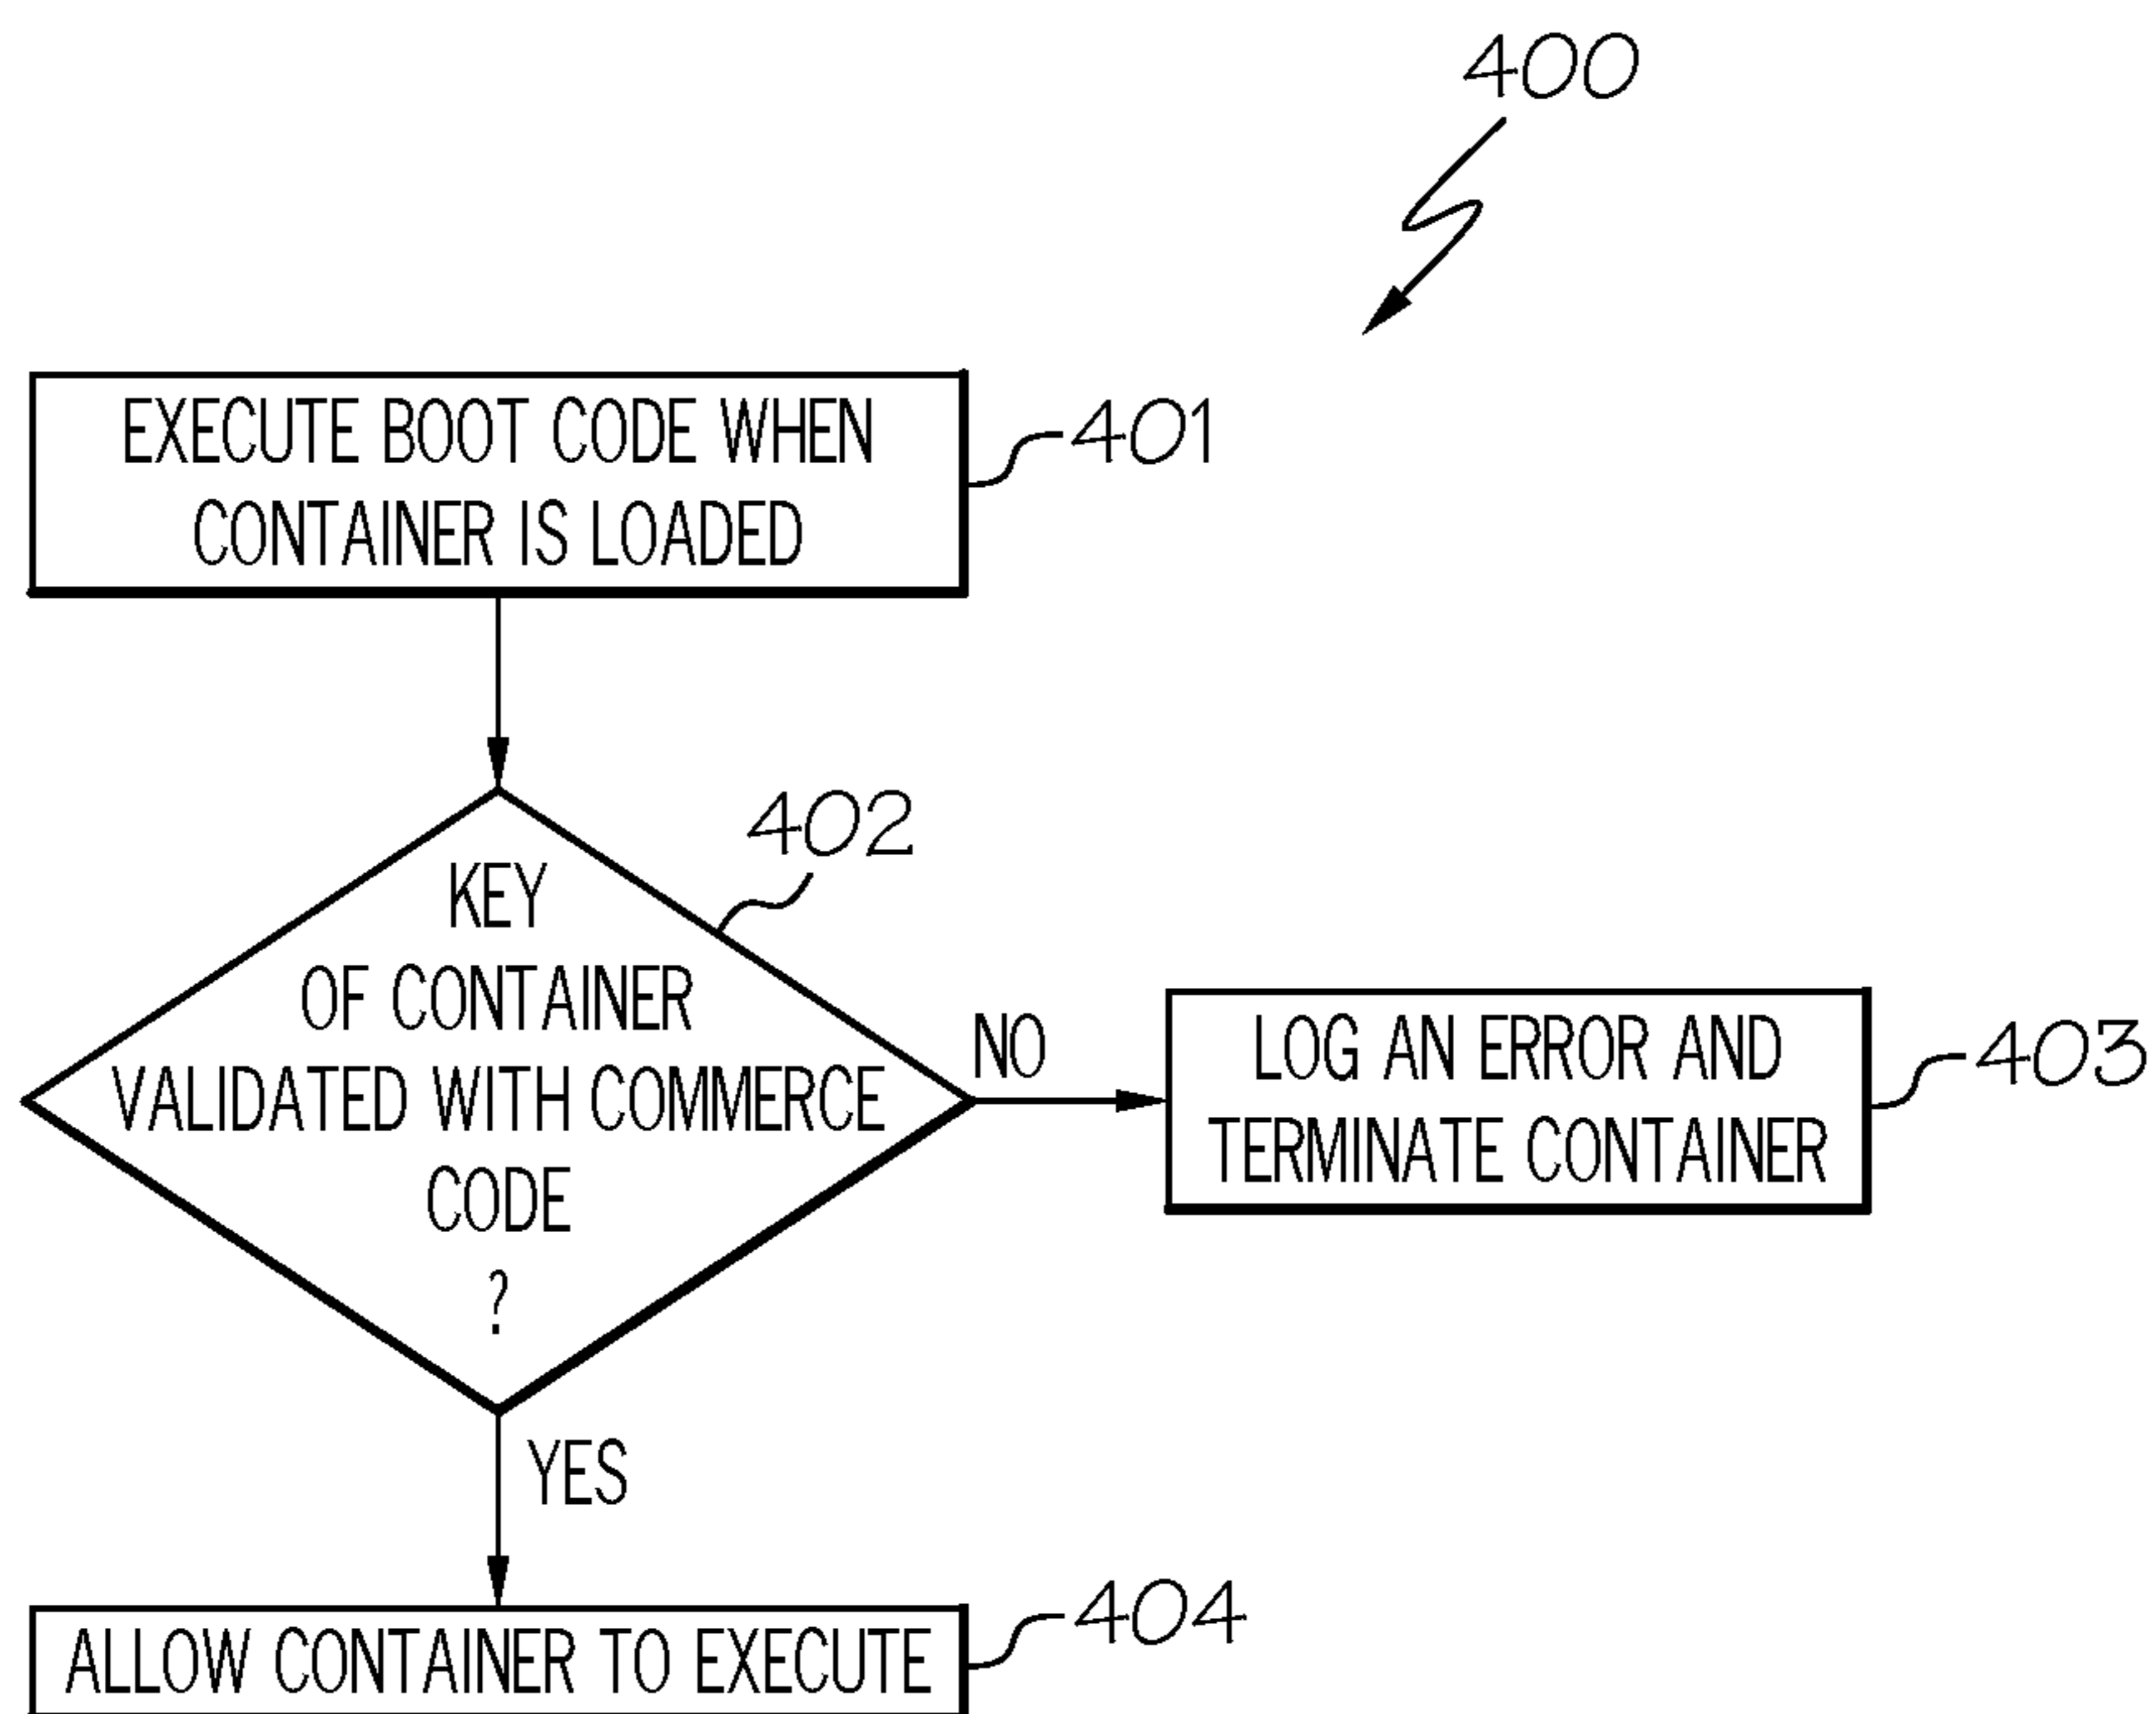 400
EXECUTE BOOT CODE WHEN
CONTAINER IS LOADED
401
402
KEY
OF CONTAINER
VALIDATED WITH COMMERCE
CODE
?
NO
LOG AN ERROR AND
TERMINATE CONTAINER
403
YES
ALLOW CONTAINER TO EXECUTE
404